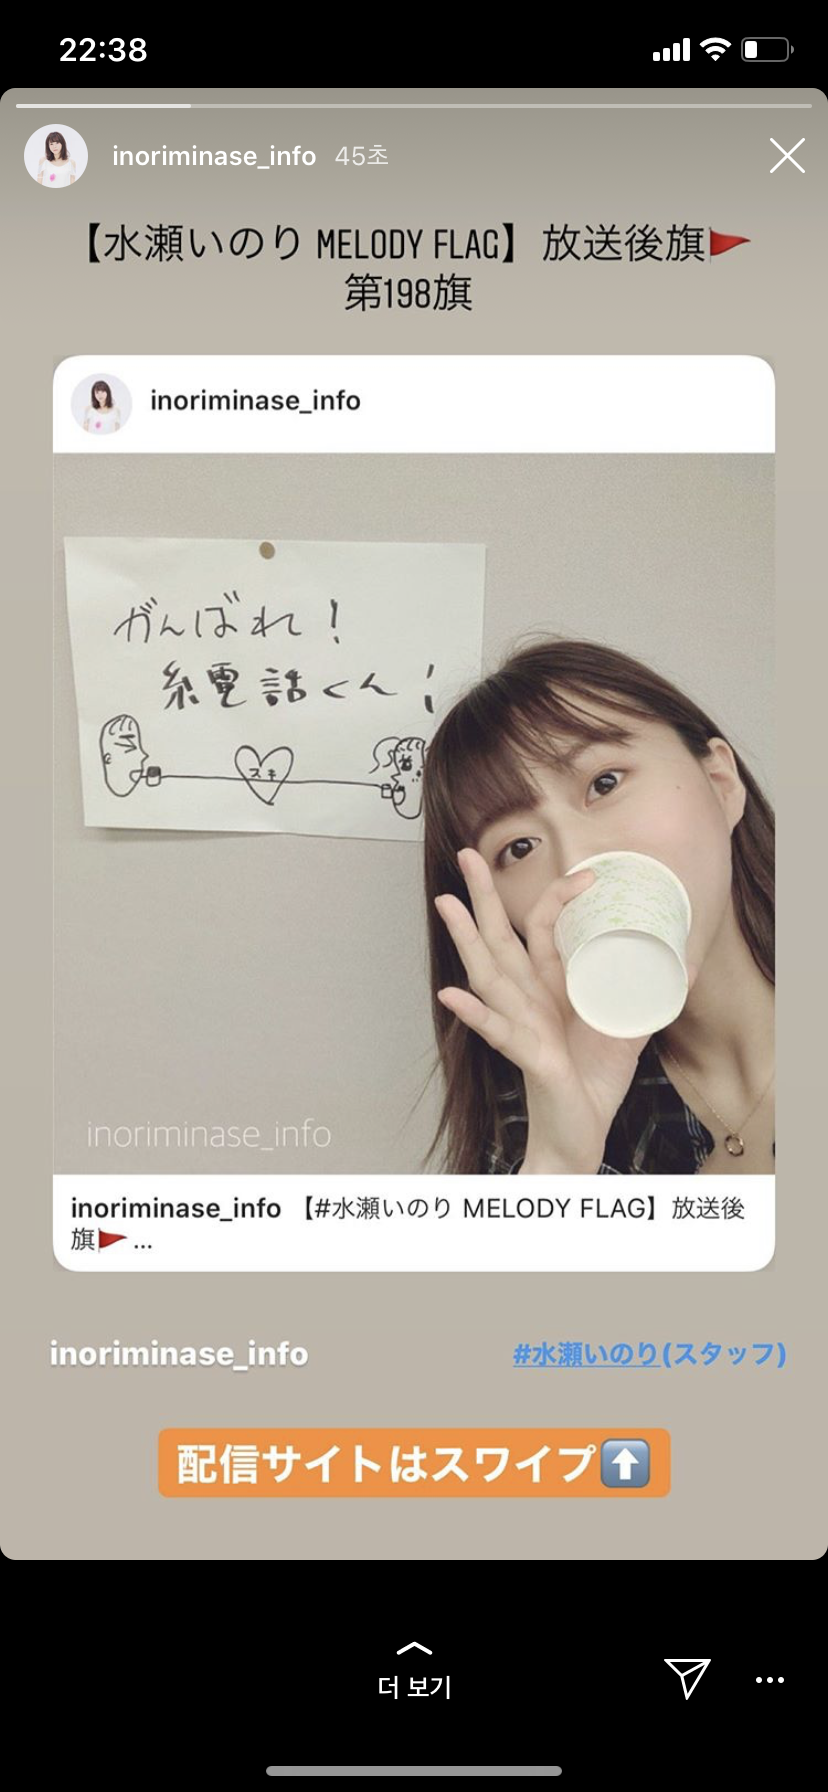 22:38
inoriminase_info 45초
【水瀬いのり MELODY FLAG】放送後旗🚩
第198旗
inoriminase_info
がんばれ!
糸電話くん!
スキ
inoriminase_info
inoriminase_info 【#水瀬いのり MELODY FLAG】放送後
旗🚩 ...
inoriminase_info
#水瀬いのり(スタッフ)
配信サイトはスワイプ⬆️
더 보기